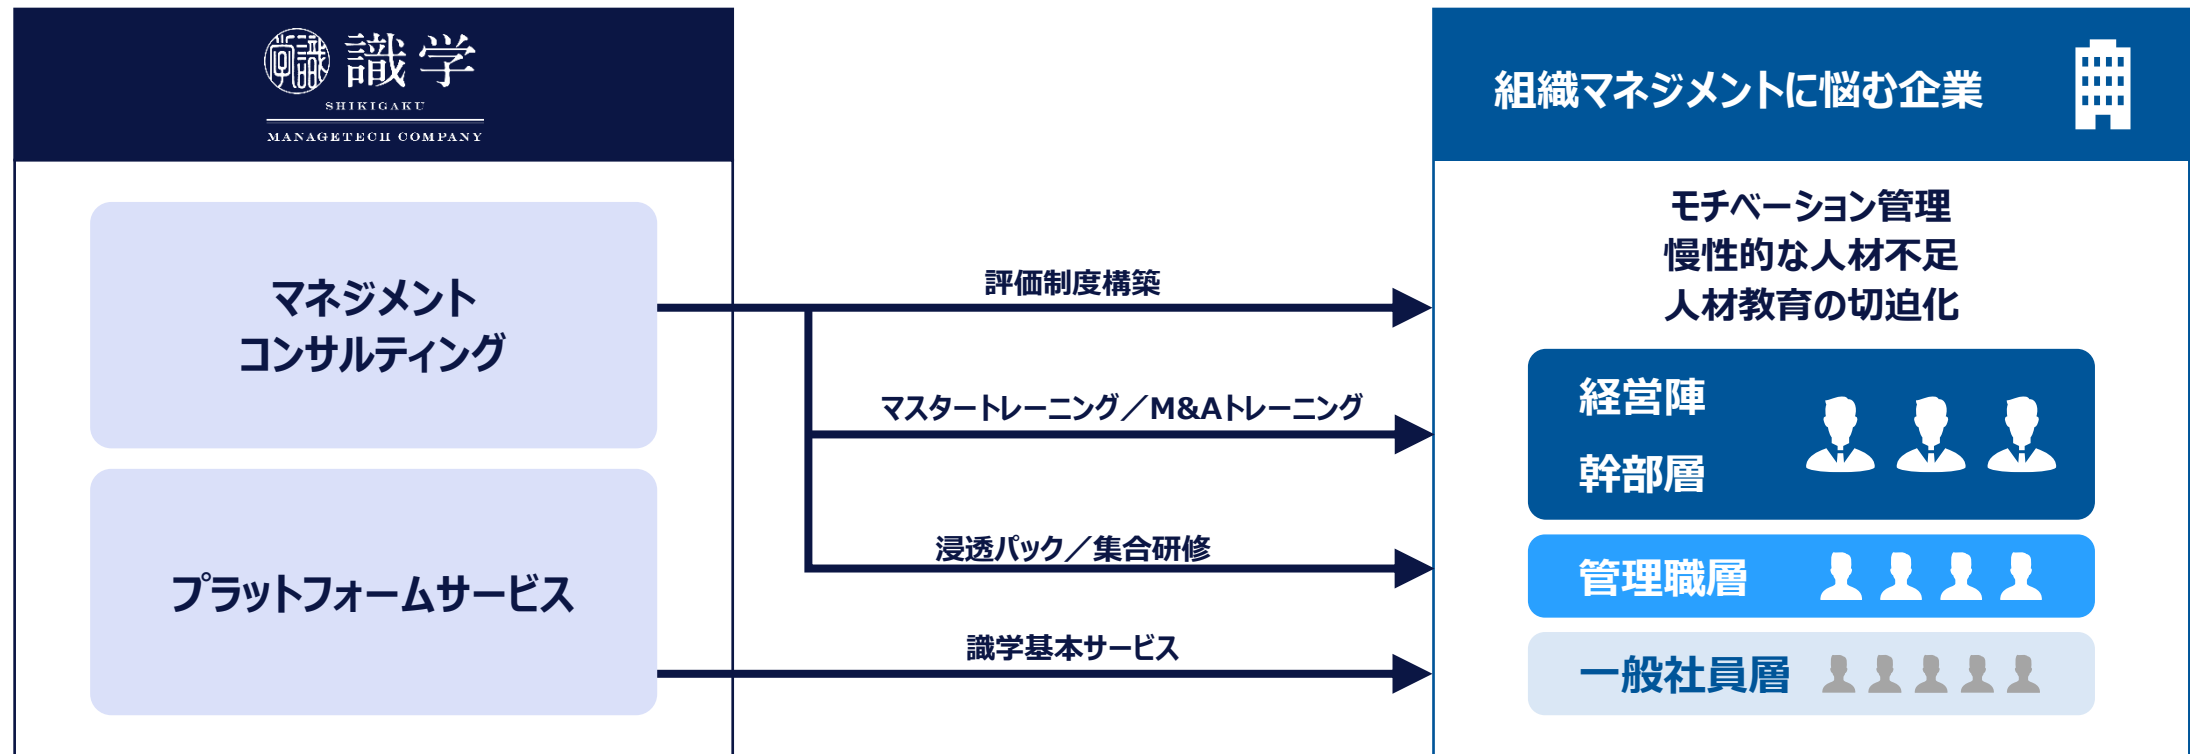 識学
識学
SHIKIGAKU
MANAGETECH COMPANY
マネジメント
コンサルティング
プラットフォームサービス
評価制度構築
マスタートレーニング／M&Aトレーニング
浸透パック／集合研修
識学基本サービス
組織マネジメントに悩む企業
モチベーション管理
慢性的な人材不足
人材教育の切迫化
経営陣
幹部層
管理職層
一般社員層